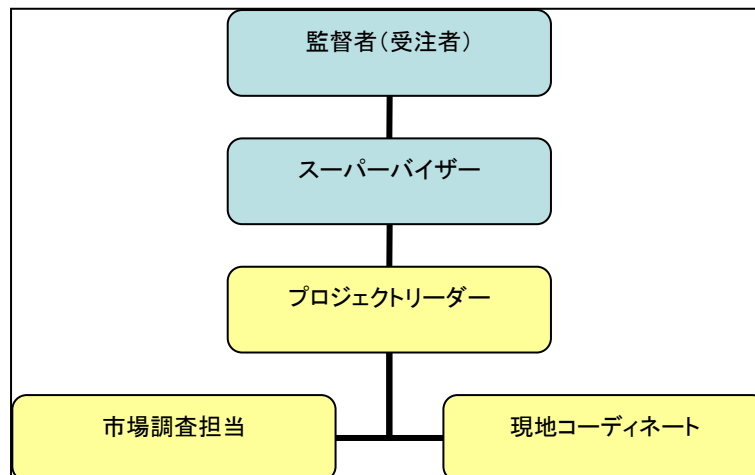 監督者（受注者）
スーパーバイザー
プロジェクトリーダー
市場調査担当
現地コーディネート